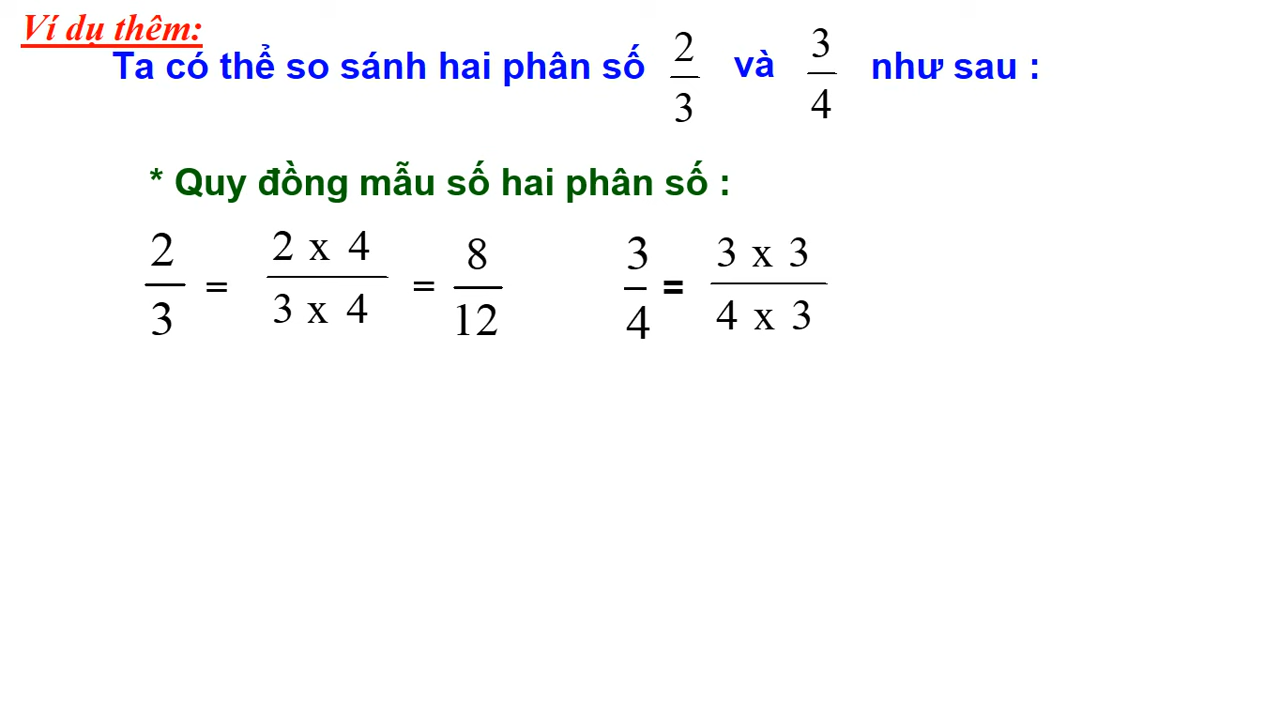 Ví dụ thêm:
Ta có thể so sánh hai phân số 2/3 và 3/4 như sau :
* Quy đồng mẫu số hai phân số :
2/3 = (2 x 4)/(3 x 4) = 8/12 3/4 = (3 x 3)/(4 x 3)